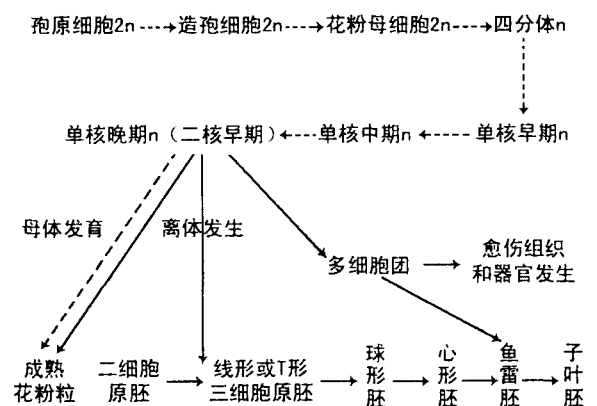 孢原细胞2n 造孢细胞2n 花粉母细胞2n 四分体n
单核晚期n（二核早期） 单核中期n 单核早期n
母体发育 离体发生
多细胞团 愈伤组织
和器官发生
成熟
花粉粒
二细胞
原胚
线形或T形
三细胞原胚
球形胚
心形胚
鱼雷胚
子叶胚